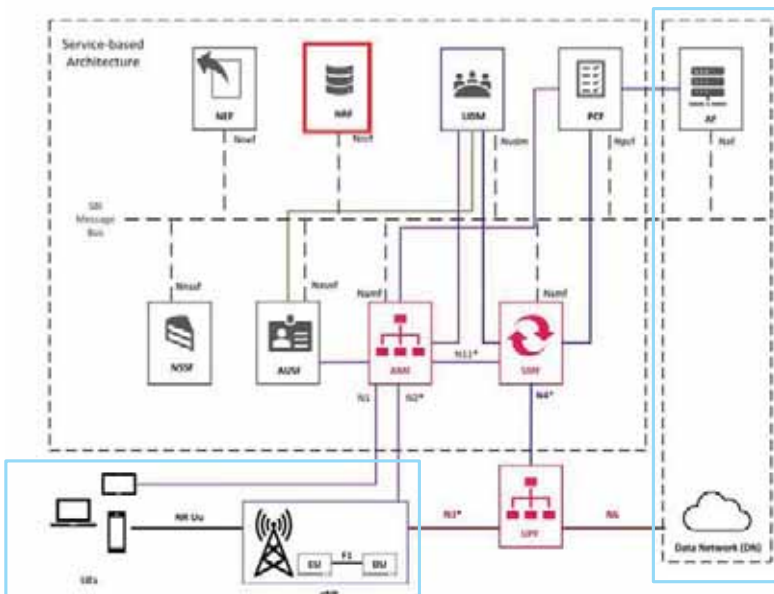 Service-based
Architecture
NEF
NRF
UDM
PCF
AF
Nnef
Nnrf
Nudm
Npcf
Naf
SBI
Message
Bus
Nnssf
Nausf
Namf
Nsmf
NSSF
AUSF
AMF
N11*
SMF
N1
N2*
N4*
NR Uu
F1
N3*
UPF
N6
UEs
Data Network (DN)